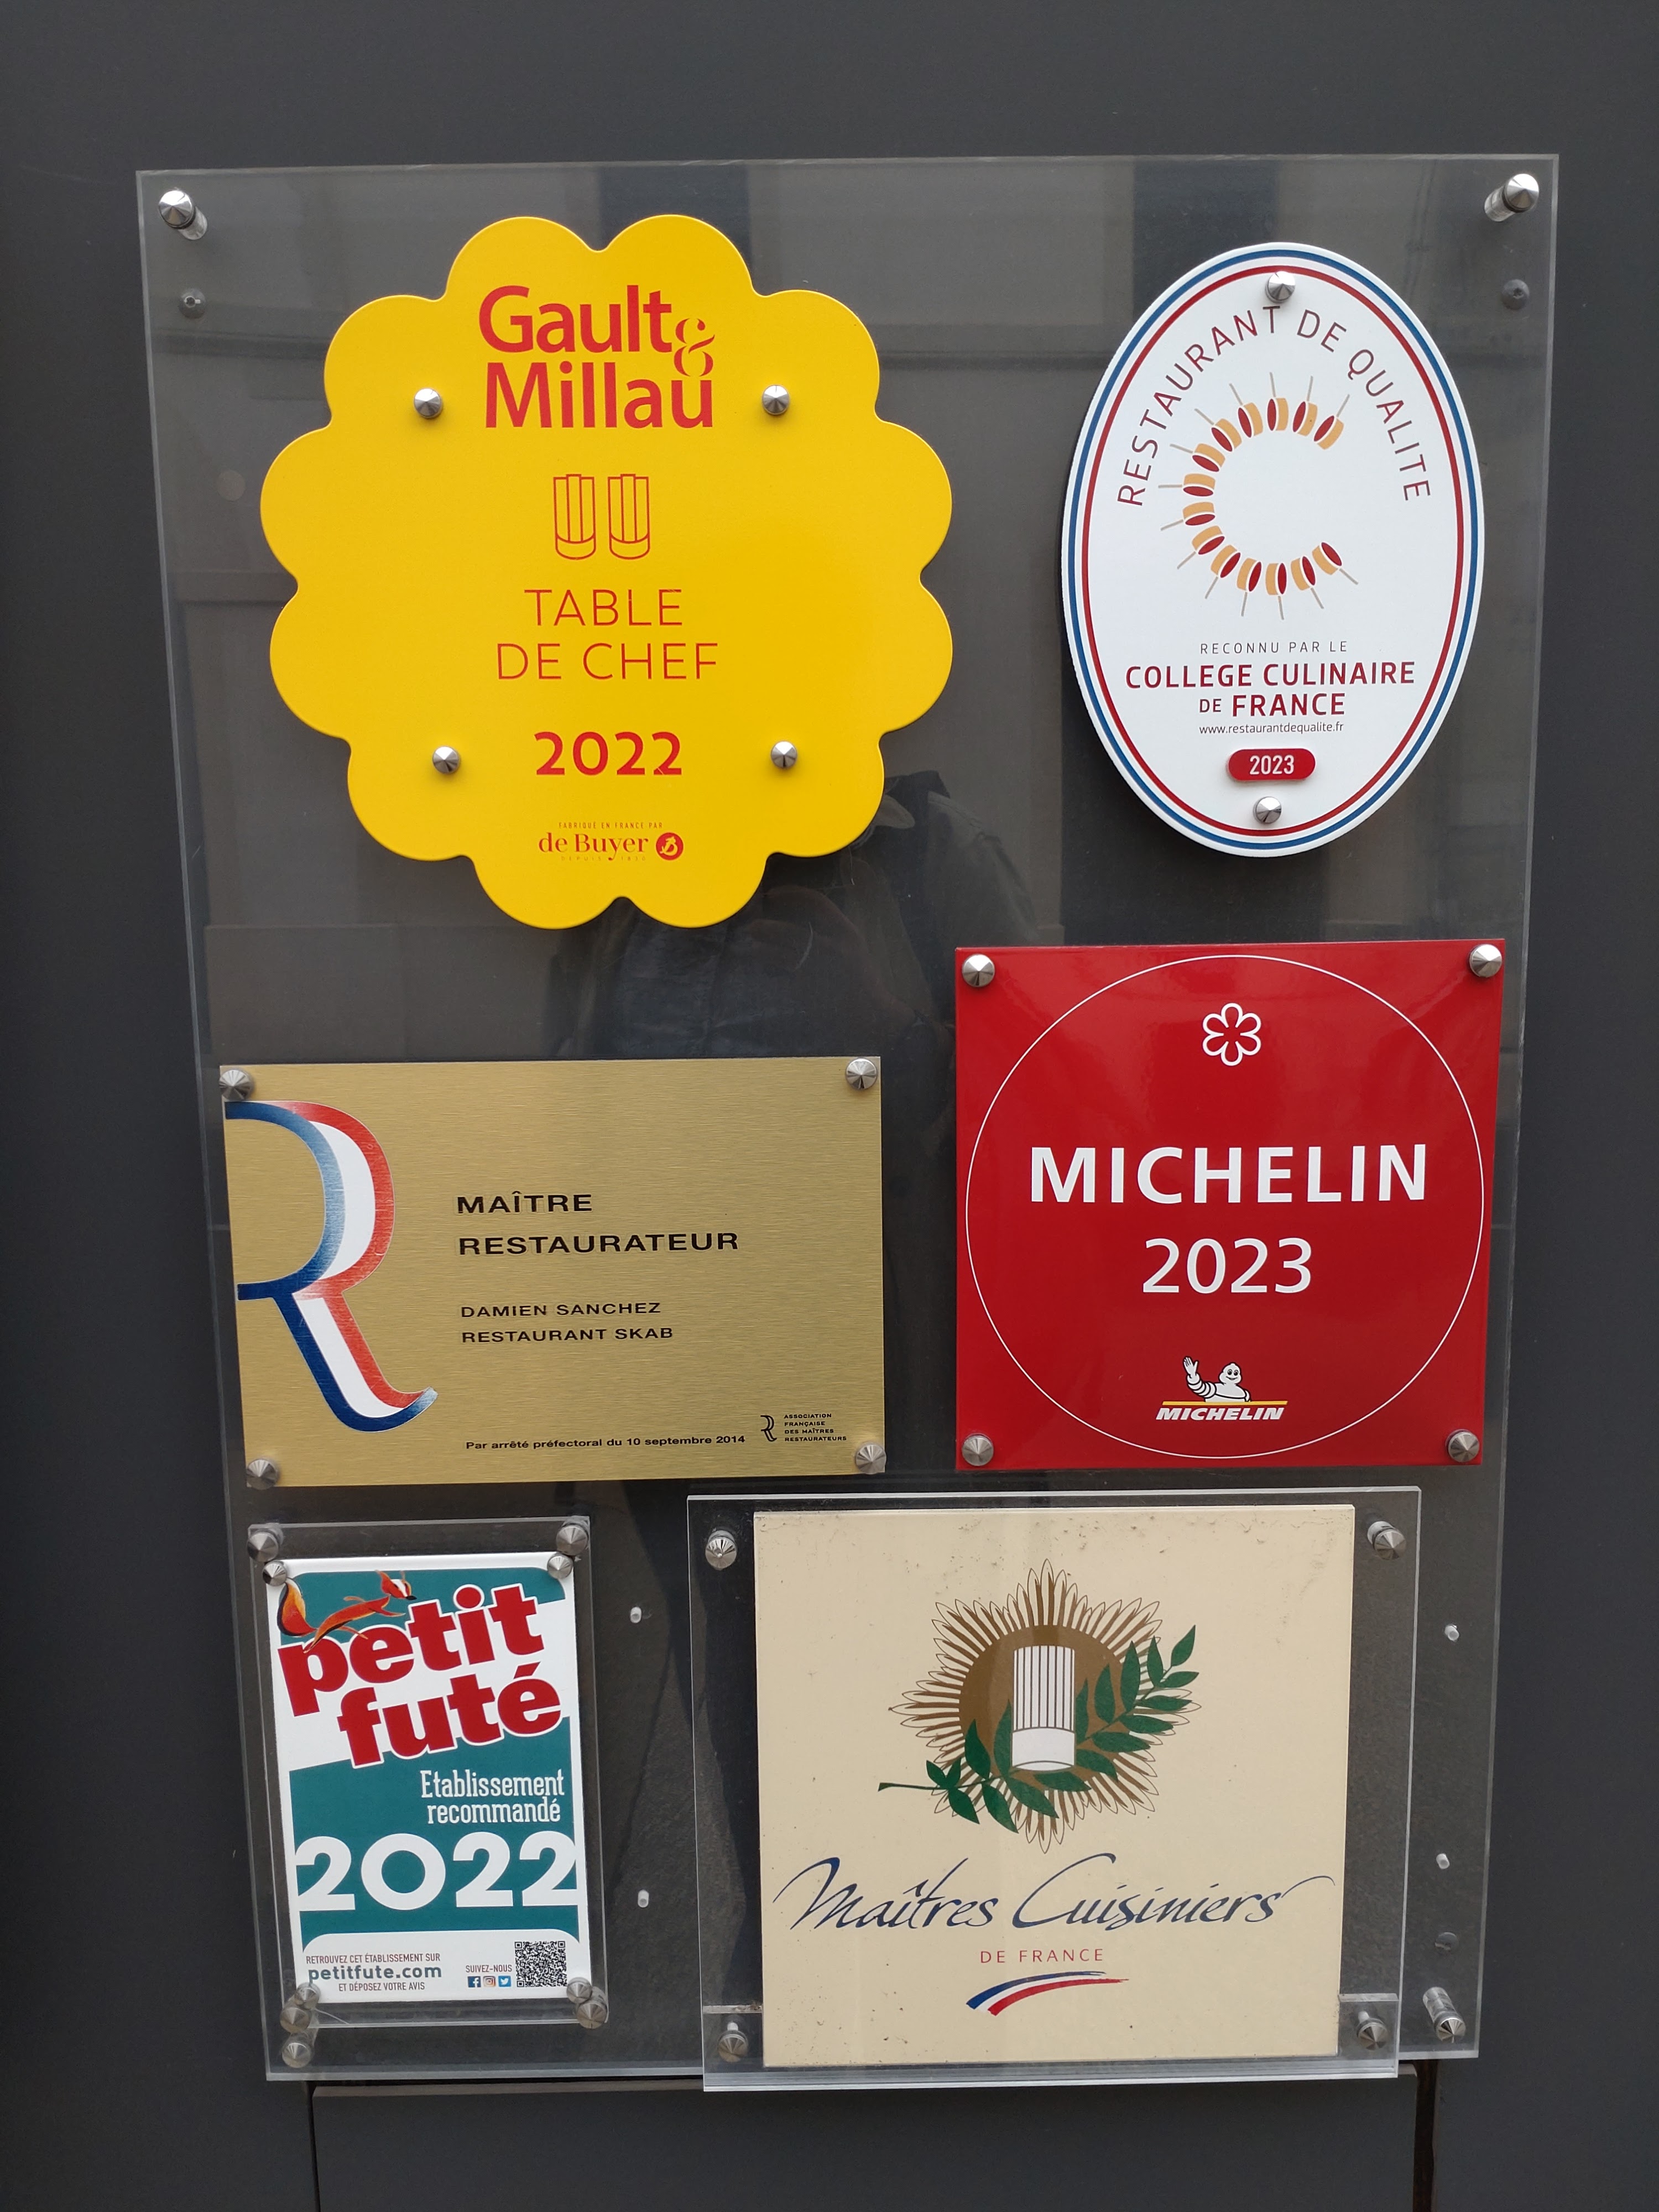 Gault&
Millau
TABLE
DE CHEF
2022
FABRIQUÉ EN FRANCE PAR
de Buyer
DEPUIS 1830
RESTAURANT DE QUALITE
RECONNU PAR LE
COLLEGE CULINAIRE
DE FRANCE
www.restaurantdequalite.fr
2023
MAÎTRE
RESTAURATEUR
DAMIEN SANCHEZ
RESTAURANT SKAB
Par arrêté préfectoral du 10 septembre 2014
ASSOCIATION
FRANÇAISE
DES MAÎTRES
RESTAURATEURS
MICHELIN
2023
MICHELIN
petit
futé
Etablissement
recommandé
2022
RETROUVEZ CET ÉTABLISSEMENT SUR
petitfute.com
ET DÉPOSEZ VOTRE AVIS
SUIVEZ-NOUS
Maîtres Cuisiniers
DE FRANCE